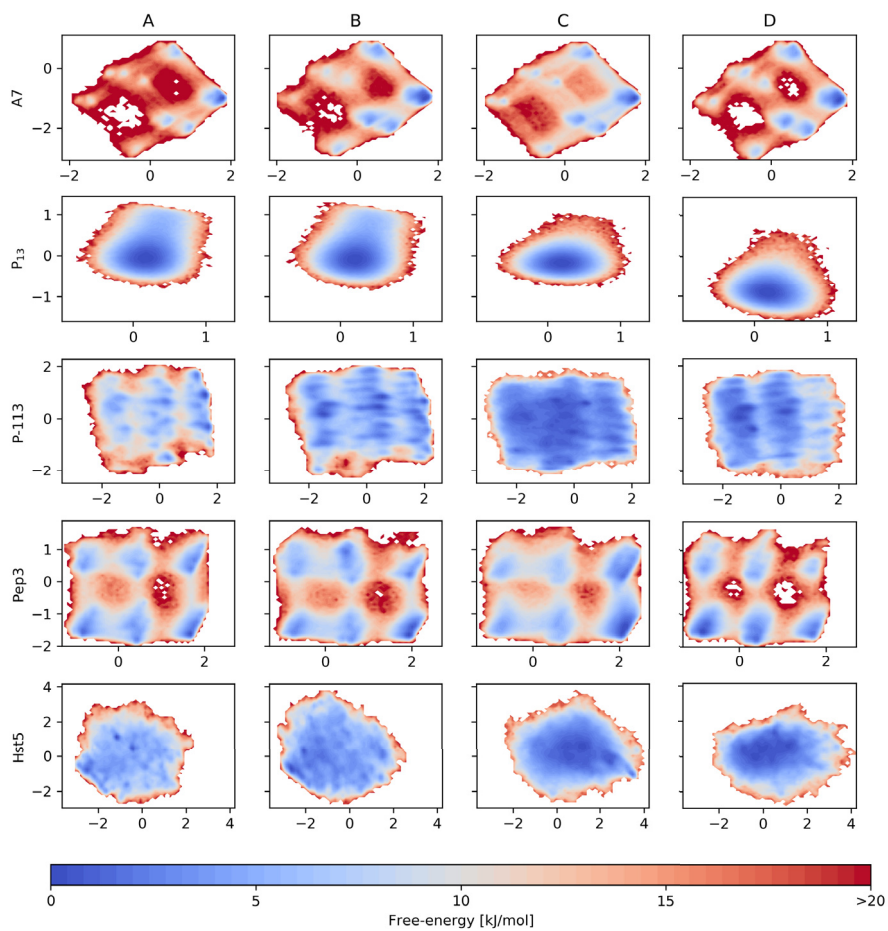 A B C D
A7
0
−2
−2 0 2 −2 0 2 −2 0 2 −2 0 2
P13
1
0
−1
0 1 0 1 0 1 0 1
P-113
2
0
−2
−2 0 2 −2 0 2 −2 0 2 −2 0 2
Pep3
1
0
−1
−2
0 2 0 2 0 2 0 2
Hst5
4
2
0
−2
−2 0 2 4 −2 0 2 4 −2 0 2 4 −2 0 2 4
0 5 10 15 >20
Free-energy [kJ/mol]